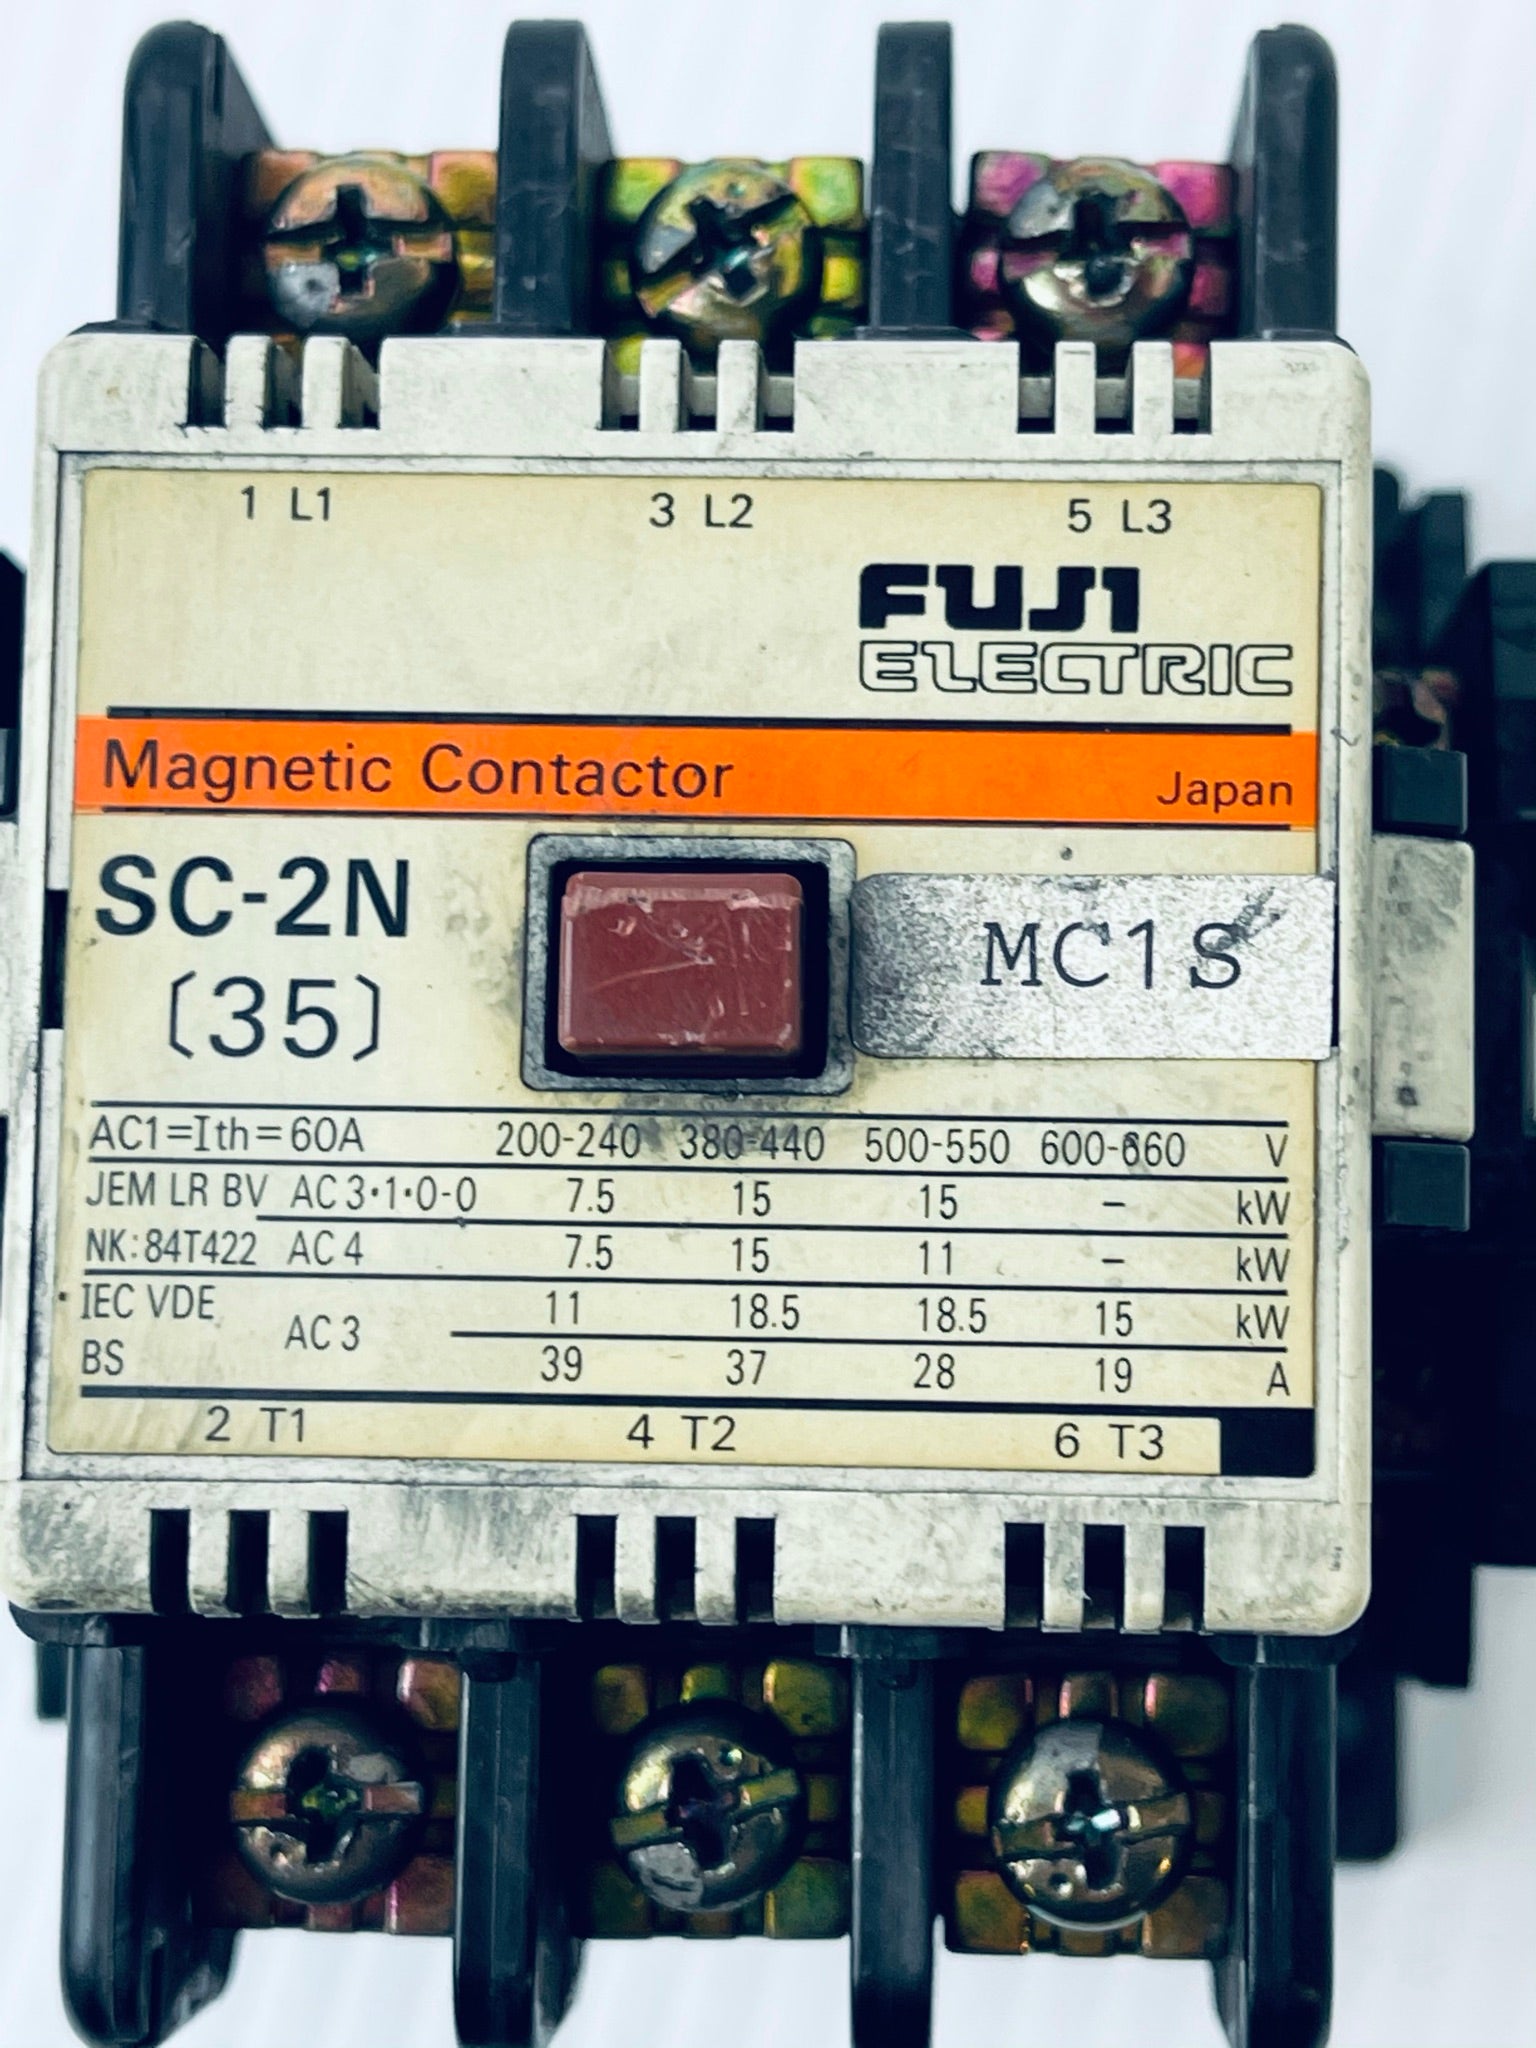 1 L1 3 L2 5 L3
FUJI
ELECTRIC
Magnetic Contactor Japan
SC-2N
(35)
MC1S
AC1=Ith=60A 200-240 380-440 500-550 600-660 V
JEM LR BV AC3·1·0-0 7.5 15 15 – kW
NK:84T422 AC4 7.5 15 11 – kW
IEC VDE 11 18.5 18.5 15 kW
AC3
BS 39 37 28 19 A
2 T1 4 T2 6 T3